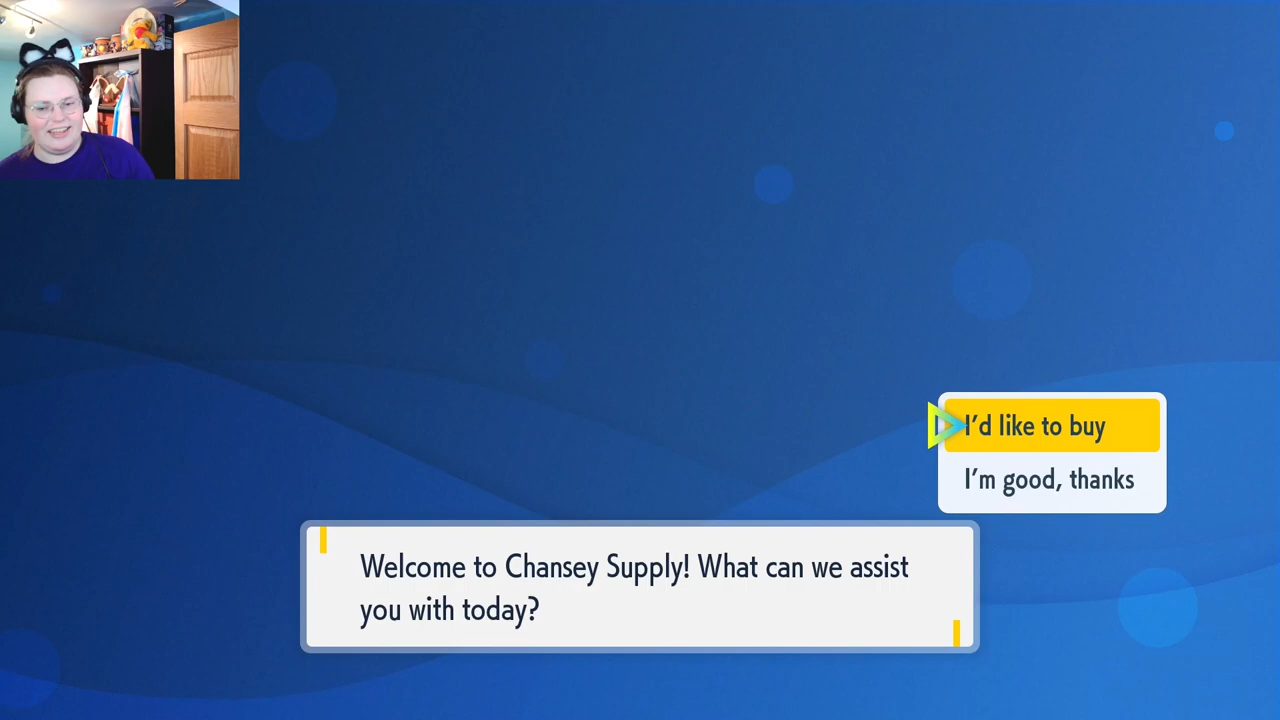 I'd like to buy
I'm good, thanks
Welcome to Chansey Supply! What can we assist
you with today?